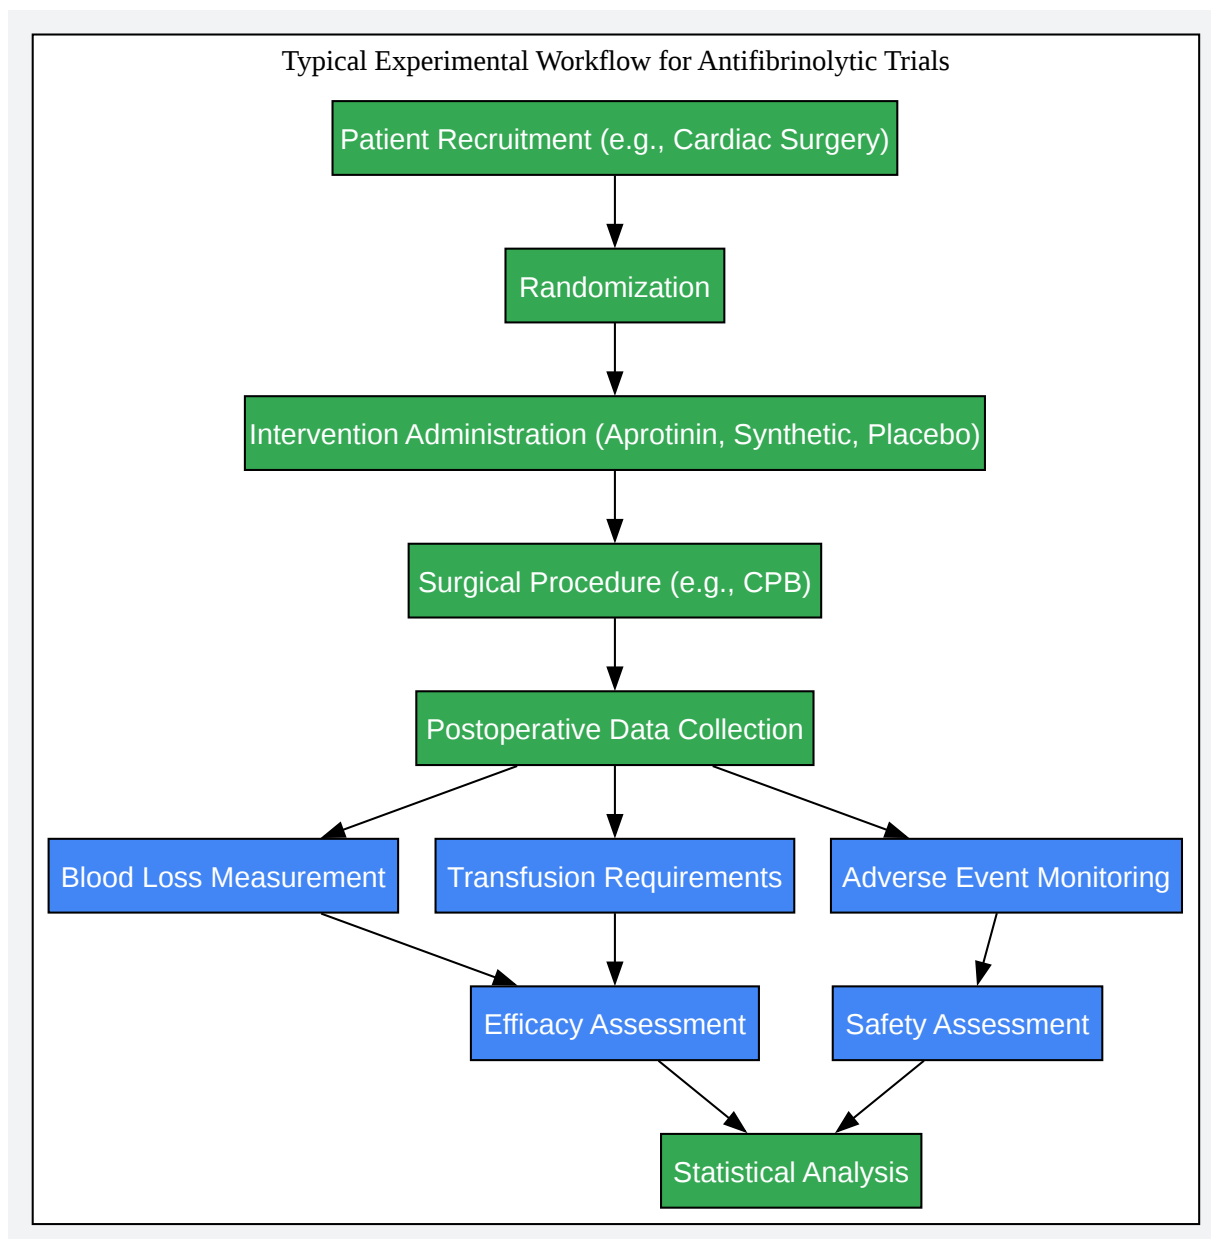 Typical Experimental Workflow for Antifibrinolytic Trials
Patient Recruitment (e.g., Cardiac Surgery)
Randomization
Intervention Administration (Aprotinin, Synthetic, Placebo)
Surgical Procedure (e.g., CPB)
Postoperative Data Collection
Blood Loss Measurement
Transfusion Requirements
Adverse Event Monitoring
Efficacy Assessment
Safety Assessment
Statistical Analysis